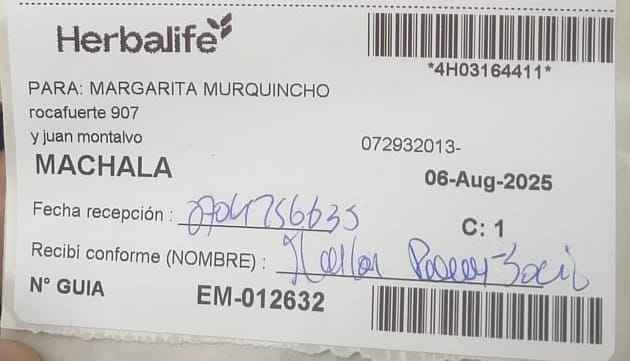 Herbalife
*4H03164411*
PARA: MARGARITA MURQUINCHO
rocafuerte 907
y juan montalvo
072932013-
MACHALA
06-Aug-2025
Fecha recepción :
C: 1
Recibi conforme (NOMBRE) :
N° GUIA EM-012632